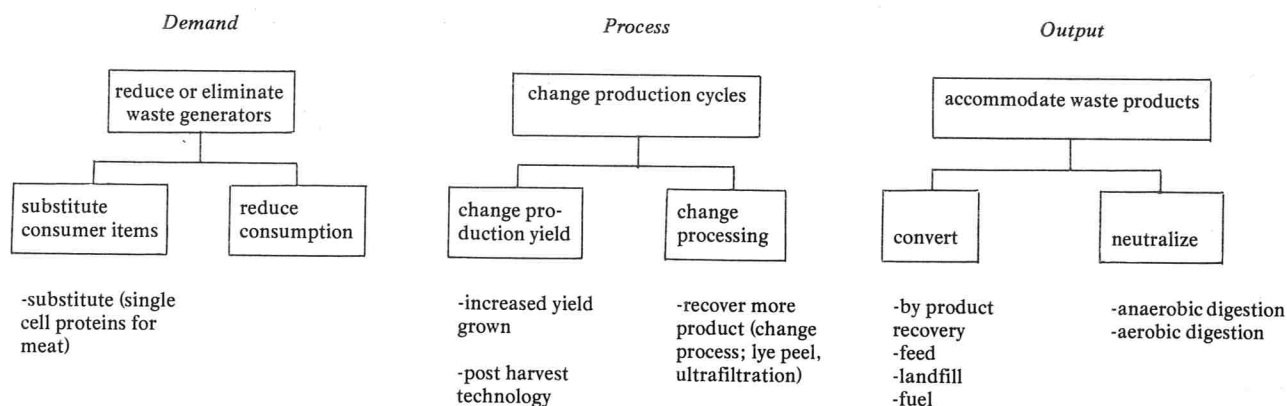 Demand
reduce or eliminate
waste generators
substitute
consumer items
reduce
consumption
-substitute (single
cell proteins for
meat)
Process
change production cycles
change pro-
duction yield
change
processing
-increased yield
grown
-post harvest
technology
-recover more
product (change
process; lye peel,
ultrafiltration)
Output
accommodate waste products
convert
neutralize
-by product
recovery
-feed
-landfill
-fuel
-anaerobic digestion
-aerobic digestion